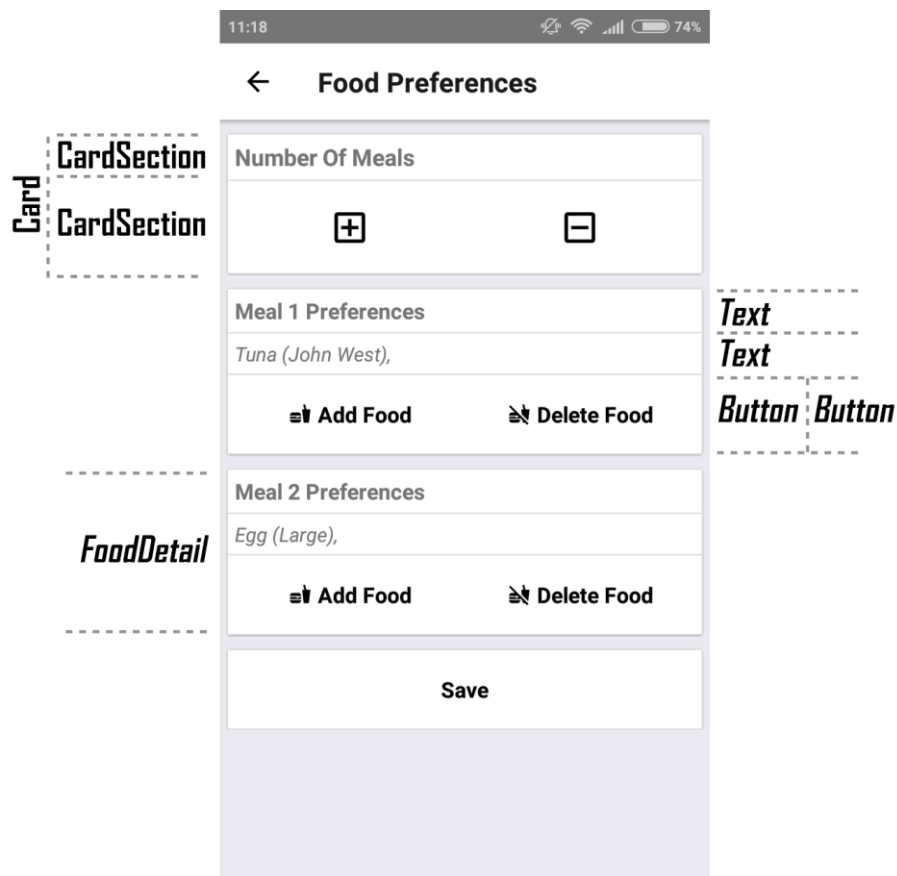 11:18 74%
Food Preferences
Card
CardSection
Number Of Meals
CardSection
Meal 1 Preferences
Text
Tuna (John West),
Text
Add Food Delete Food
Button Button
Meal 2 Preferences
Egg (Large),
FoodDetail
Add Food Delete Food
Save